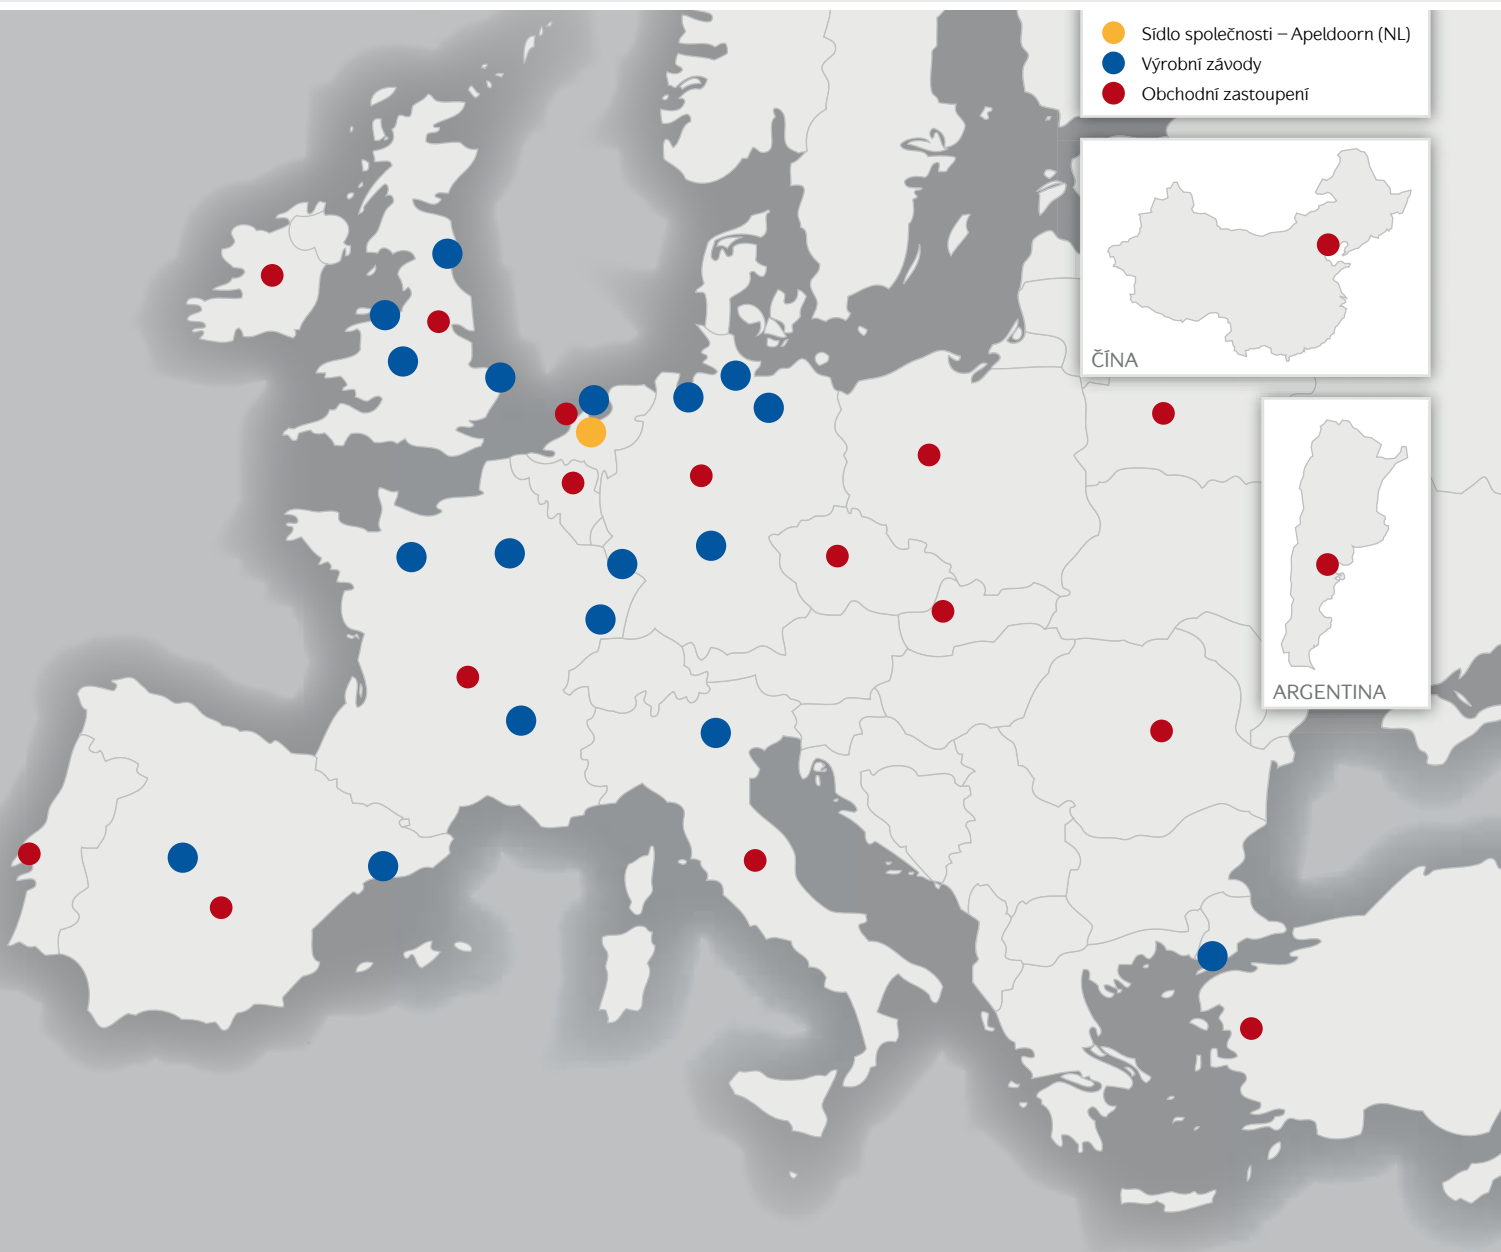 Sídlo společnosti – Apeldoorn (NL)
Výrobní závody
Obchodní zastoupení
ČÍNA
ARGENTINA